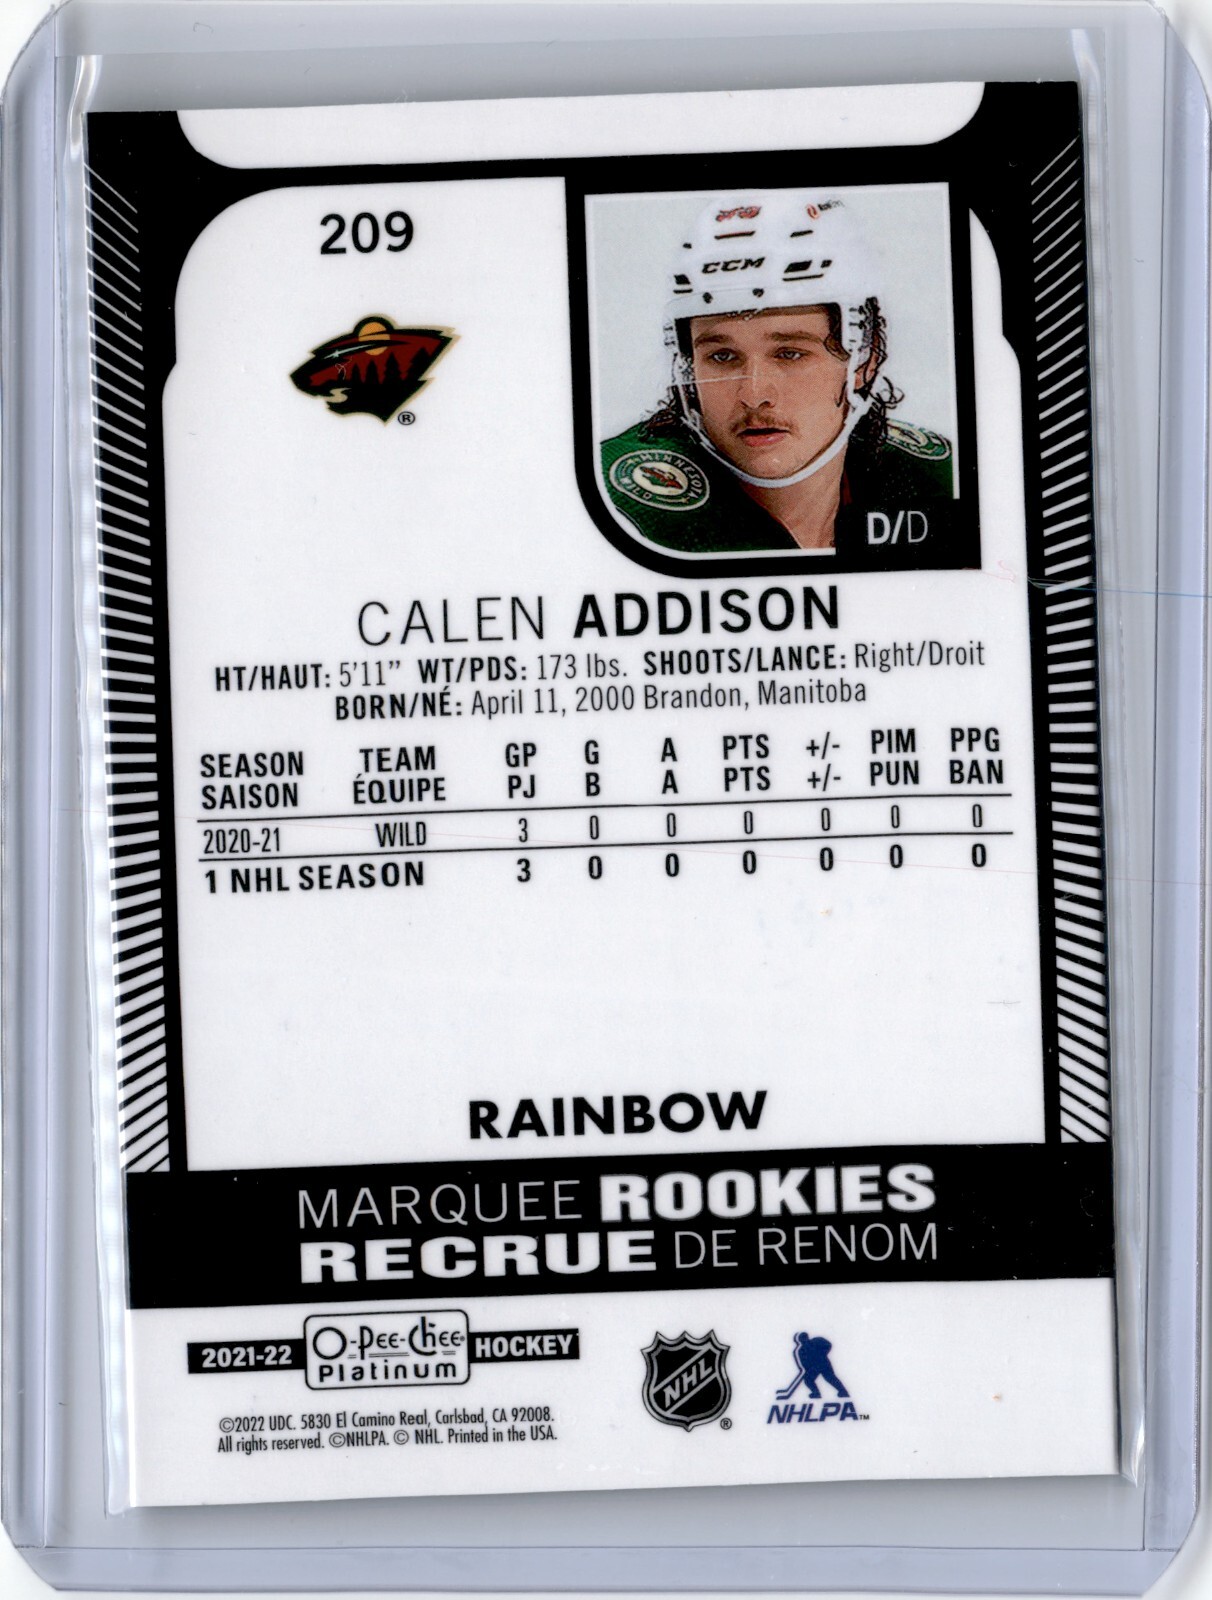 209
®
CCM
MINNESOTA
WILD
D/D
CALEN ADDISON
HT/HAUT: 5'11" WT/PDS: 173 lbs. SHOOTS/LANCE: Right/Droit
BORN/NÉ: April 11, 2000 Brandon, Manitoba
SEASON TEAM GP G A PTS +/- PIM PPG
SAISON ÉQUIPE PJ B A PTS +/- PUN BAN
2020-21 WILD 3 0 0 0 0 0 0
1 NHL SEASON 3 0 0 0 0 0 0
RAINBOW
MARQUEE ROOKIES
RECRUE DE RENOM
2021-22 O-Pee-Chee Platinum HOCKEY
NHL ®
NHLPA™
©2022 UDC. 5830 El Camino Real, Carlsbad, CA 92008.
All rights reserved. ©NHLPA. © NHL. Printed in the USA.